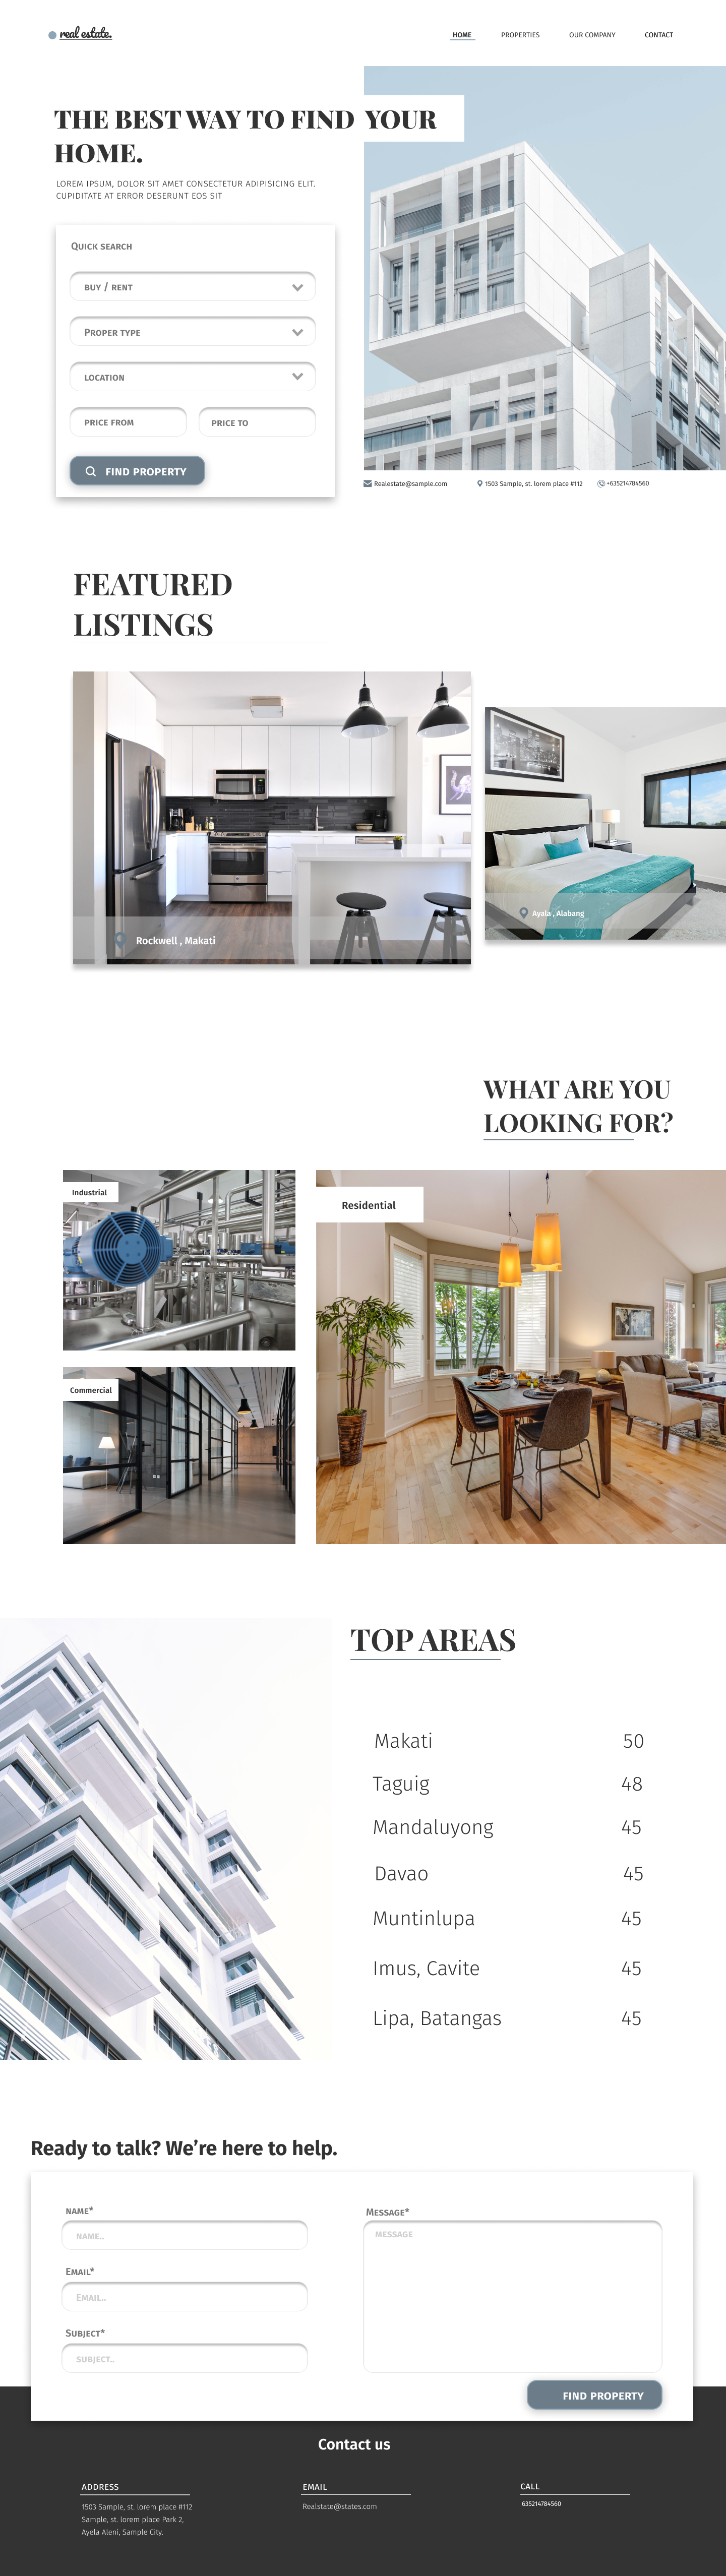 real estate.
HOME
PROPERTIES
OUR COMPANY
CONTACT
THE BEST WAY TO FIND YOUR
HOME.
LOREM IPSUM, DOLOR SIT AMET CONSECTETUR ADIPISICING ELIT.
CUPIDITATE AT ERROR DESERUNT EOS SIT
QUICK SEARCH
BUY / RENT
PROPER TYPE
LOCATION
PRICE FROM
PRICE TO
FIND PROPERTY
Realestate@sample.com
1503 Sample, st. lorem place #112
+635214784560
FEATURED
LISTINGS
Rockwell , Makati
Ayala , Alabang
WHAT ARE YOU
LOOKING FOR?
Industrial
Residential
Commercial
TOP AREAS
Makati 50
Taguig 48
Mandaluyong 45
Davao 45
Muntinlupa 45
Imus, Cavite 45
Lipa, Batangas 45
Ready to talk? We’re here to help.
NAME*
NAME..
EMAIL*
EMAIL..
SUBJECT*
SUBJECT..
MESSAGE*
MESSAGE
FIND PROPERTY
Contact us
ADDRESS
1503 Sample, st. lorem place #112
Sample, st. lorem place Park 2,
Ayela Aleni, Sample City.
EMAIL
Realstate@states.com
CALL
635214784560